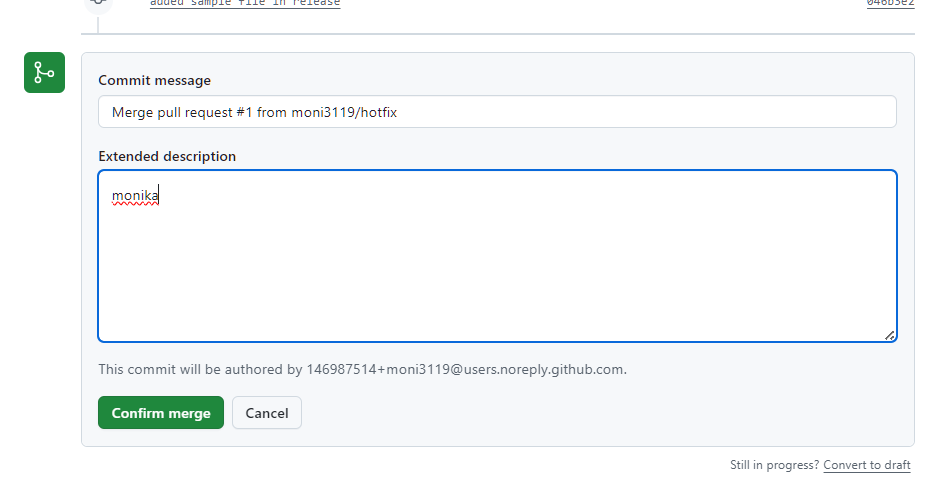 added sample file in release 046b3e2
Commit message
Merge pull request #1 from moni3119/hotfix
Extended description
monika
This commit will be authored by 146987514+moni3119@users.noreply.github.com.
Confirm merge Cancel
Still in progress? Convert to draft